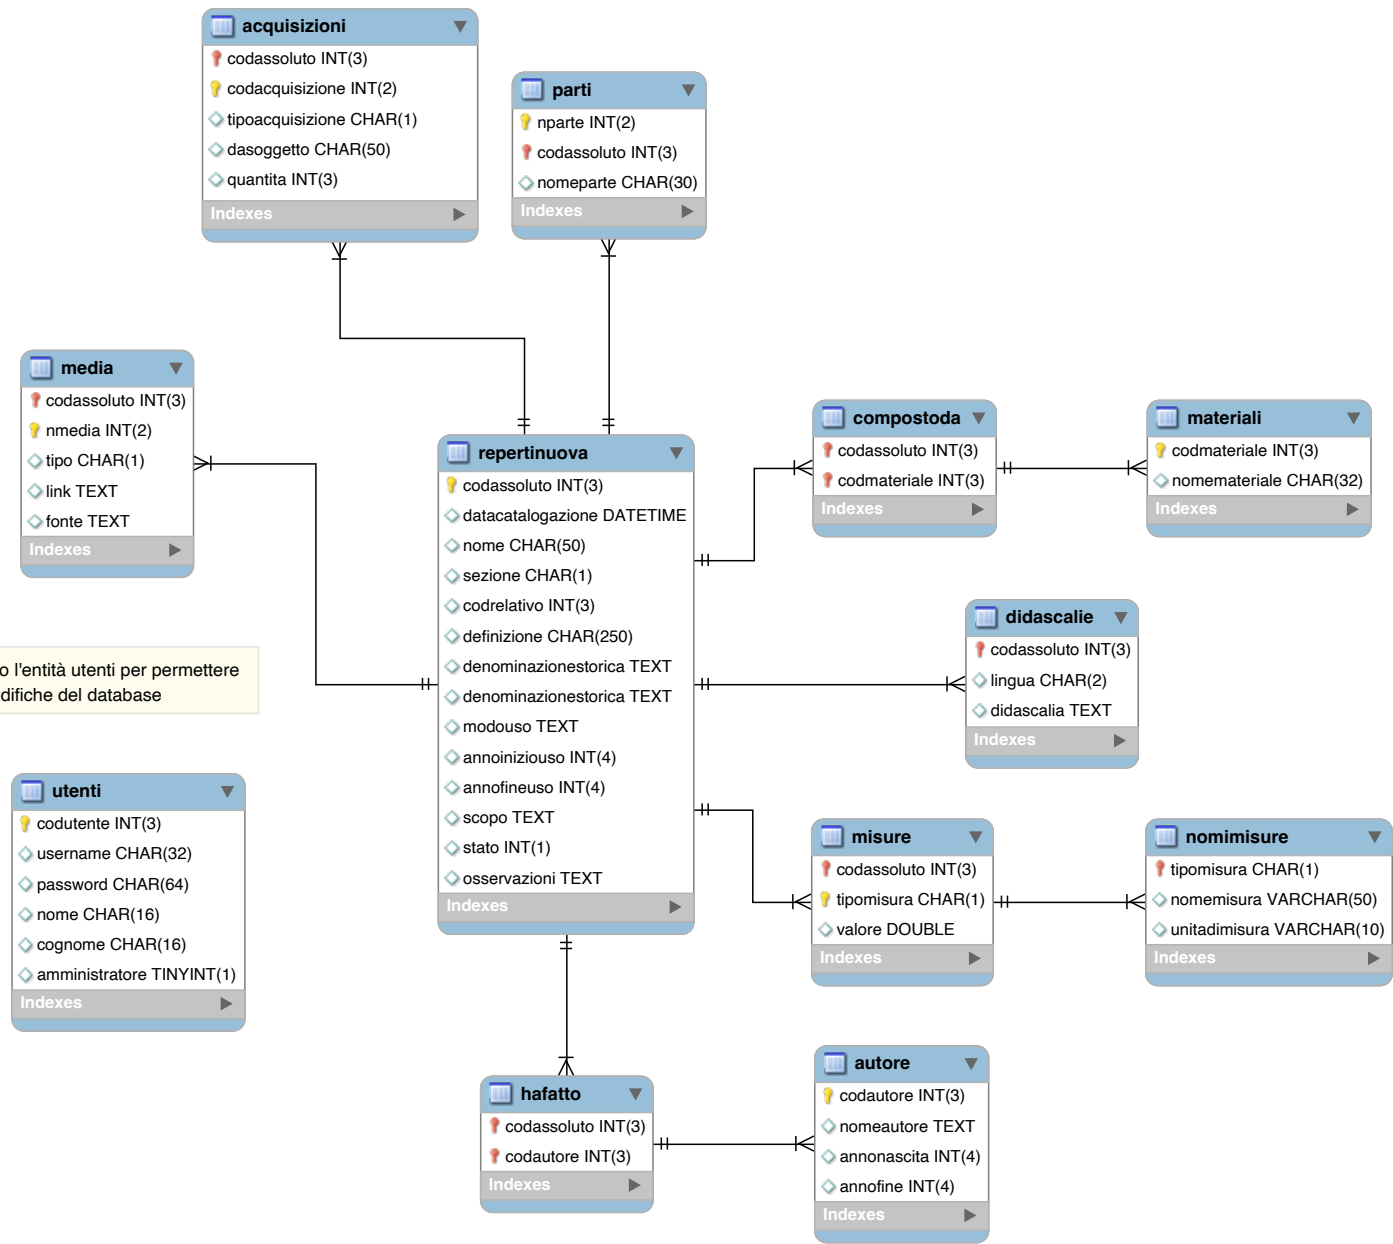 acquisizioni
codassoluto INT(3)
codacquisizione INT(2)
tipoacquisizione CHAR(1)
dasoggetto CHAR(50)
quantita INT(3)
Indexes
parti
nparte INT(2)
codassoluto INT(3)
nomeparte CHAR(30)
Indexes
media
codassoluto INT(3)
nmedia INT(2)
tipo CHAR(1)
link TEXT
fonte TEXT
Indexes
repertinuova
codassoluto INT(3)
datacatalogazione DATETIME
nome CHAR(50)
sezione CHAR(1)
codrelativo INT(3)
definizione CHAR(250)
denominazionestorica TEXT
denominazionestorica TEXT
modouso TEXT
annoiniziouso INT(4)
annofineuso INT(4)
scopo TEXT
stato INT(1)
osservazioni TEXT
Indexes
compostoda
codassoluto INT(3)
codmateriale INT(3)
Indexes
materiali
codmateriale INT(3)
nomemateriale CHAR(32)
Indexes
didascalie
codassoluto INT(3)
lingua CHAR(2)
didascalia TEXT
Indexes
o l'entità utenti per permettere
difiche del database
utenti
codutente INT(3)
username CHAR(32)
password CHAR(64)
nome CHAR(16)
cognome CHAR(16)
amministratore TINYINT(1)
Indexes
misure
codassoluto INT(3)
tipomisura CHAR(1)
valore DOUBLE
Indexes
nomimisure
tipomisura CHAR(1)
nomemisura VARCHAR(50)
unitadimisura VARCHAR(10)
Indexes
hafatto
codassoluto INT(3)
codautore INT(3)
Indexes
autore
codautore INT(3)
nomeautore TEXT
annonascita INT(4)
annofine INT(4)
Indexes